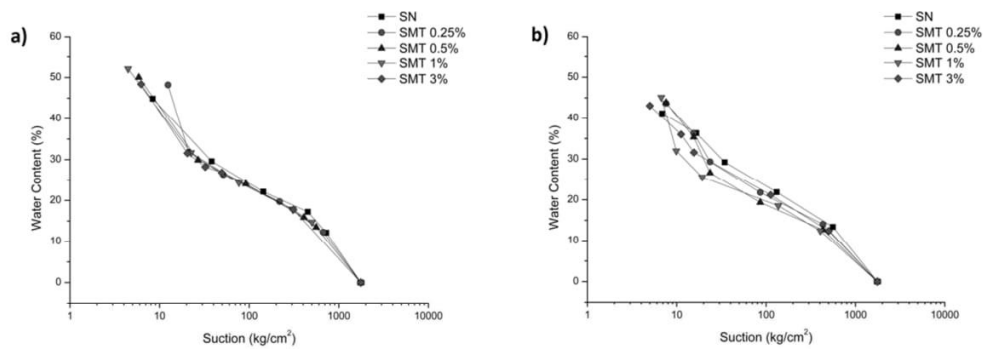 a)
SN
SMT 0.25%
SMT 0.5%
SMT 1%
SMT 3%
60
50
40
30
20
10
0
Water Content (%)
1
10
100
1000
10000
Suction (kg/cm²)
b)
SN
SMT 0.25%
SMT 0.5%
SMT 1%
SMT 3%
60
50
40
30
20
10
0
Water Content (%)
1
10
100
1000
10000
Suction (kg/cm²)